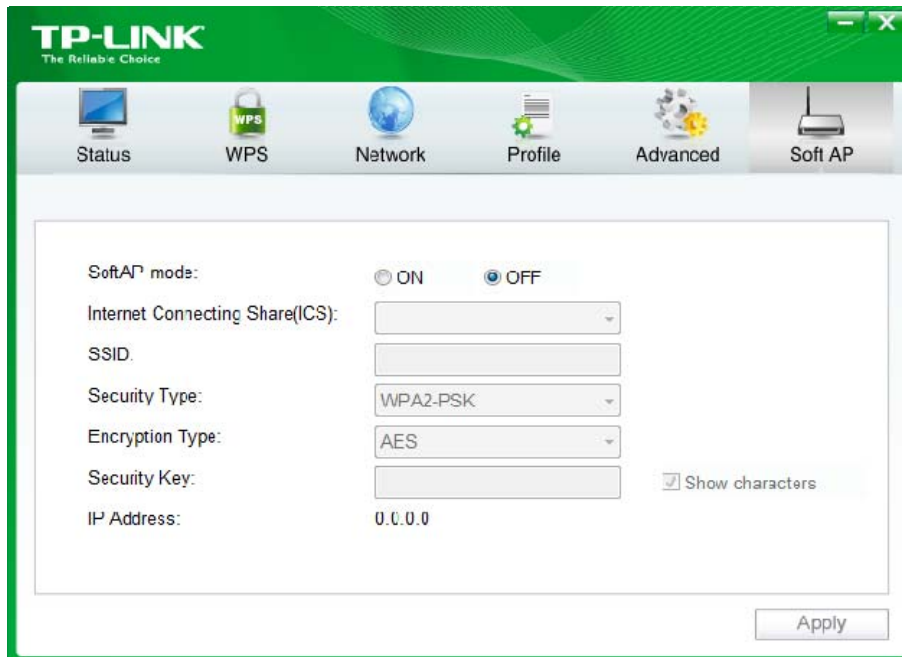 TP-LINK
The Reliable Choice
WPS
Status WPS Network Profile Advanced Soft AP
SoftAP mode: ON OFF
Internet Connecting Share(ICS):
SSID:
Security Type: WPA2-PSK
Encryption Type: AES
Security Key: Show characters
IP Address: 0.0.0.0
Apply